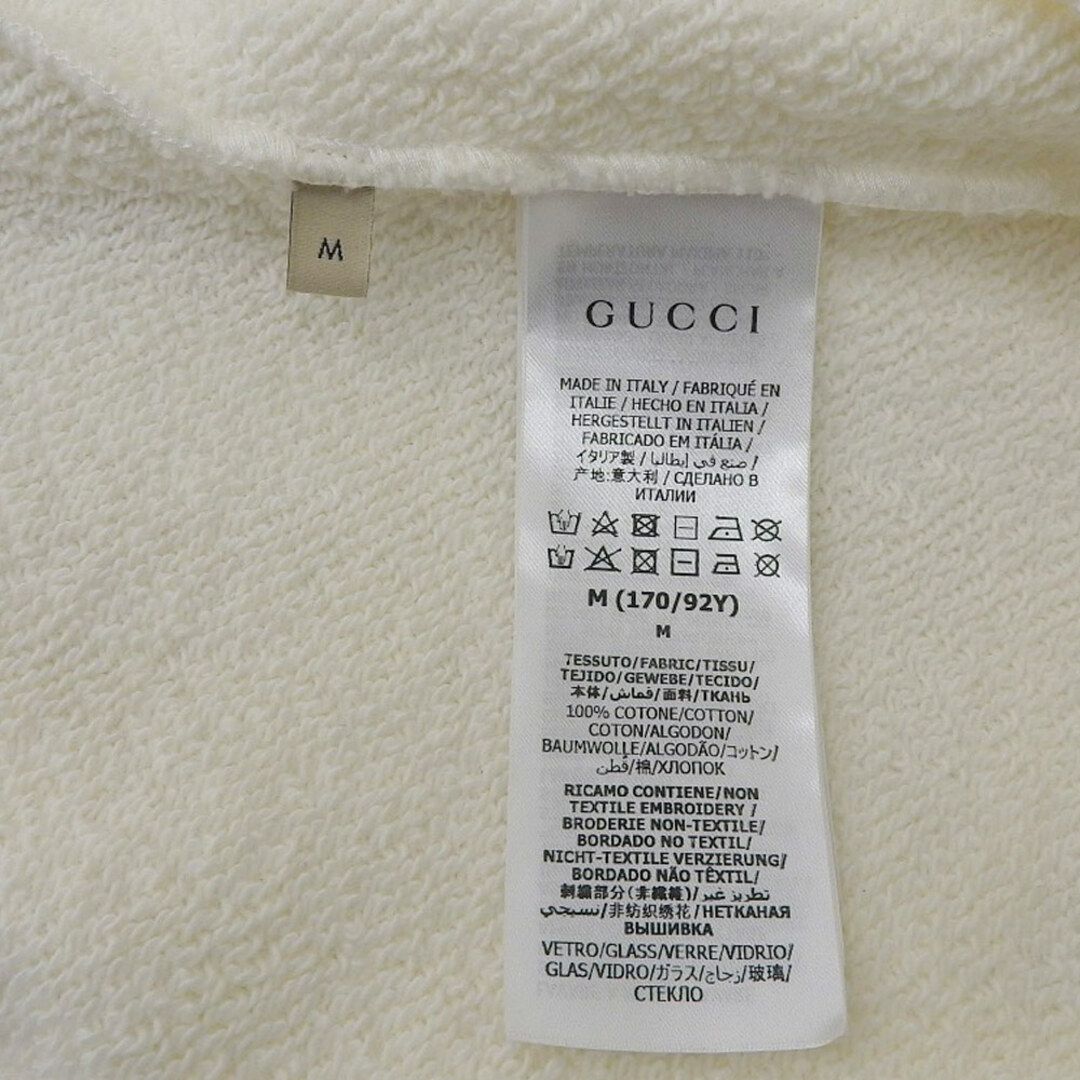 M
GUCCI
MADE IN ITALY / FABRIQUÉ EN
ITALIE / HECHO EN ITALIA /
HERGESTELLT IN ITALIEN /
FABRICADO EM ITÁLIA /
イタリア製 / صنع في إيطاليا /
产地:意大利 / СДЕЛАНО В
ИТАЛИИ
M (170/92Y)
M
TESSUTO/FABRIC/TISSU/
TEJIDO/GEWEBE/TECIDO/
本体/قماش/面料/ТКАНЬ
100% COTONE/COTTON/
COTON/ALGODON/
BAUMWOLLE/ALGODÃO/コットン/
قطن/棉/ХЛОПОК
RICAMO CONTIENE/NON
TEXTILE EMBROIDERY /
BRODERIE NON-TEXTILE/
BORDADO NO TEXTIL/
NICHT-TEXTILE VERZIERUNG/
BORDADO NÃO TÊXTIL/
刺繍部分(非繊維)/تطريز غير
نسيجي/非纺织绣花/НЕТКАНАЯ
ВЫШИВКА
VETRO/GLASS/VERRE/VIDRIO/
GLAS/VIDRO/ガラス/زجاج/玻璃/
СТЕКЛО